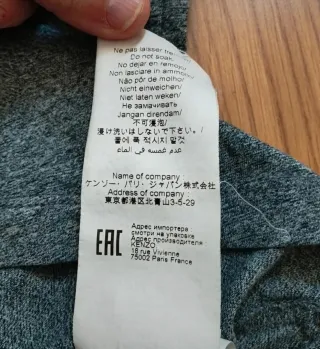 Ne pas laisser tre
Do not soak.
No dejar en remojo/
Non lasciare in ammollo/
Não pôr de molho/
Nicht einweichen/
Niet laten weken/
Не замачивать/
Jangan direndam/
不可浸泡/
浸け洗いはしないで下さい。/
물에 푹 적시지 말것
عدم غمسه في الماء
Name of company :
ケンゾー・パリ・ジャパン株式会社
Address of company :
東京都港区北青山3-5-29
EAC
Адрес импортера
смотри на упаковке
Адрес производителя
KENZO
18 rue Vivienne
75002 Paris France